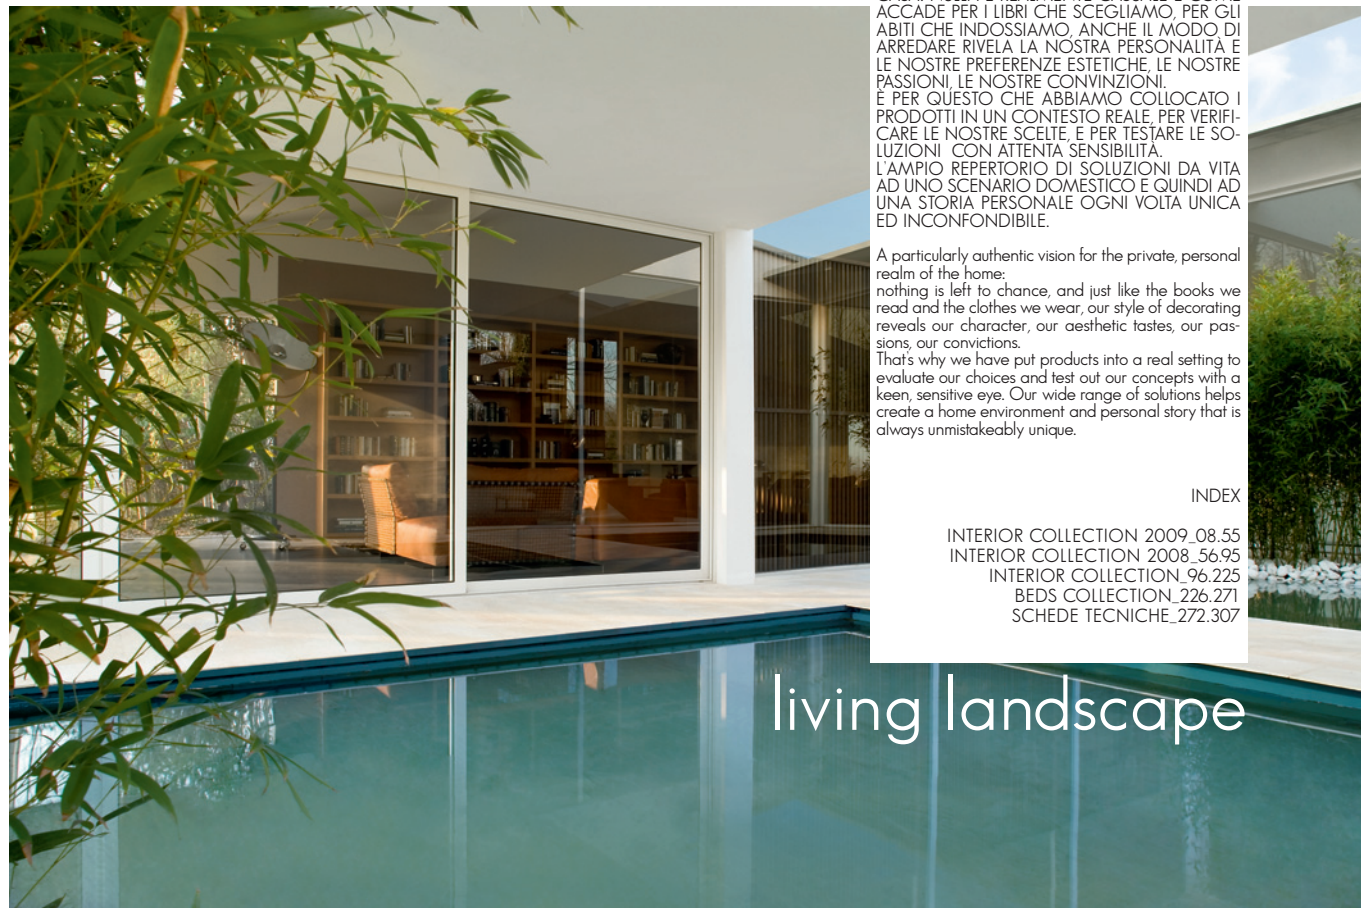 ACCADE PER I LIBRI CHE SCEGLIAMO, PER GLI
ABITI CHE INDOSSIAMO, ANCHE IL MODO DI
ARREDARE RIVELA LA NOSTRA PERSONALITÀ E
LE NOSTRE PREFERENZE ESTETICHE, LE NOSTRE
PASSIONI, LE NOSTRE CONVINZIONI.
È PER QUESTO CHE ABBIAMO COLLOCATO I
PRODOTTI IN UN CONTESTO REALE, PER VERIFI-
CARE LE NOSTRE SCELTE, E PER TESTARE LE SO-
LUZIONI CON ATTENTA SENSIBILITÀ.
L'AMPIO REPERTORIO DI SOLUZIONI DA VITA
AD UNO SCENARIO DOMESTICO E QUINDI AD
UNA STORIA PERSONALE OGNI VOLTA UNICA
ED INCONFONDIBILE.
A particularly authentic vision for the private, personal
realm of the home:
nothing is left to chance, and just like the books we
read and the clothes we wear, our style of decorating
reveals our character, our aesthetic tastes, our pas-
sions, our convictions.
That's why we have put products into a real setting to
evaluate our choices and test out our concepts with a
keen, sensitive eye. Our wide range of solutions helps
create a home environment and personal story that is
always unmistakeably unique.
INDEX
INTERIOR COLLECTION 2009_08.55
INTERIOR COLLECTION 2008_56.95
INTERIOR COLLECTION_96.225
BEDS COLLECTION_226.271
SCHEDE TECNICHE_272.307
living landscape